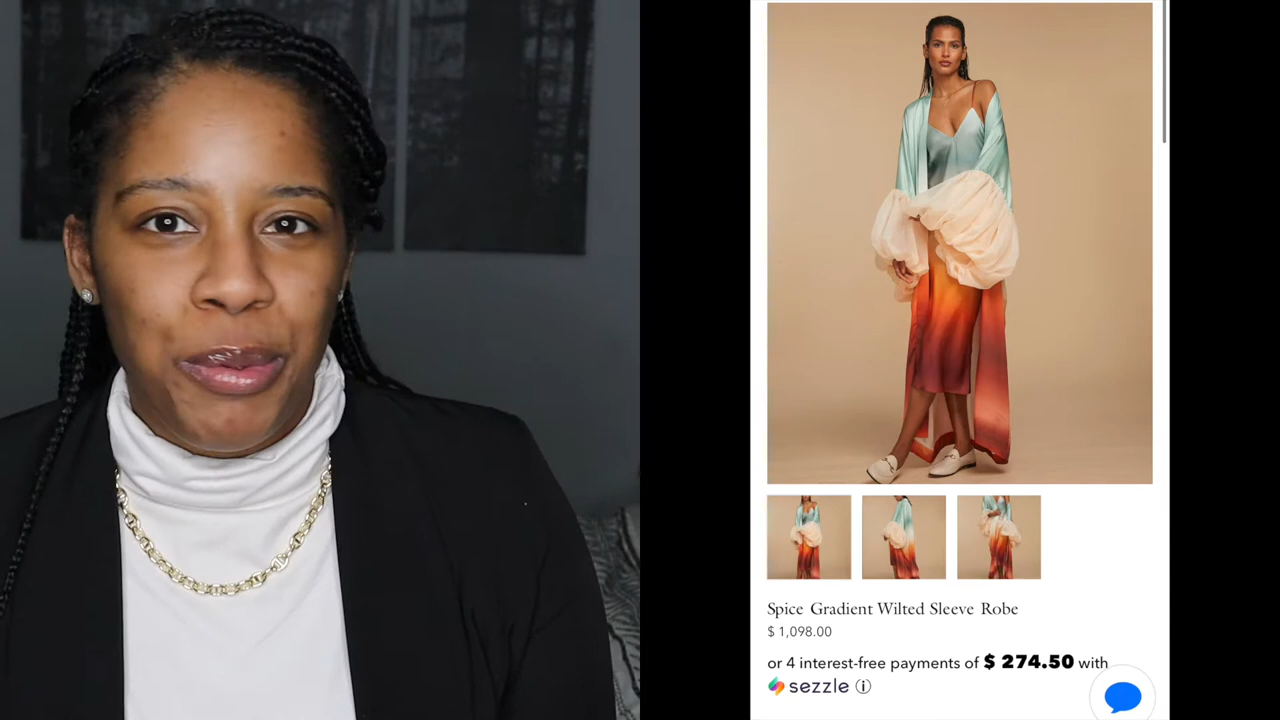 Spice Gradient Wilted Sleeve Robe
$ 1,098.00
or 4 interest-free payments of $ 274.50 with
sezzle